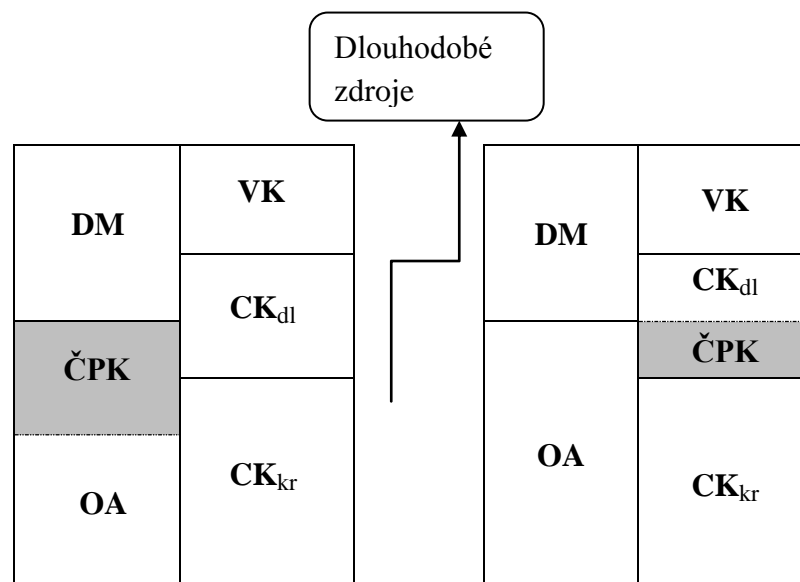 Dlouhodobé
zdroje
DM
VK
CKdl
ČPK
CKkr
OA
DM
VK
CKdl
ČPK
OA
CKkr